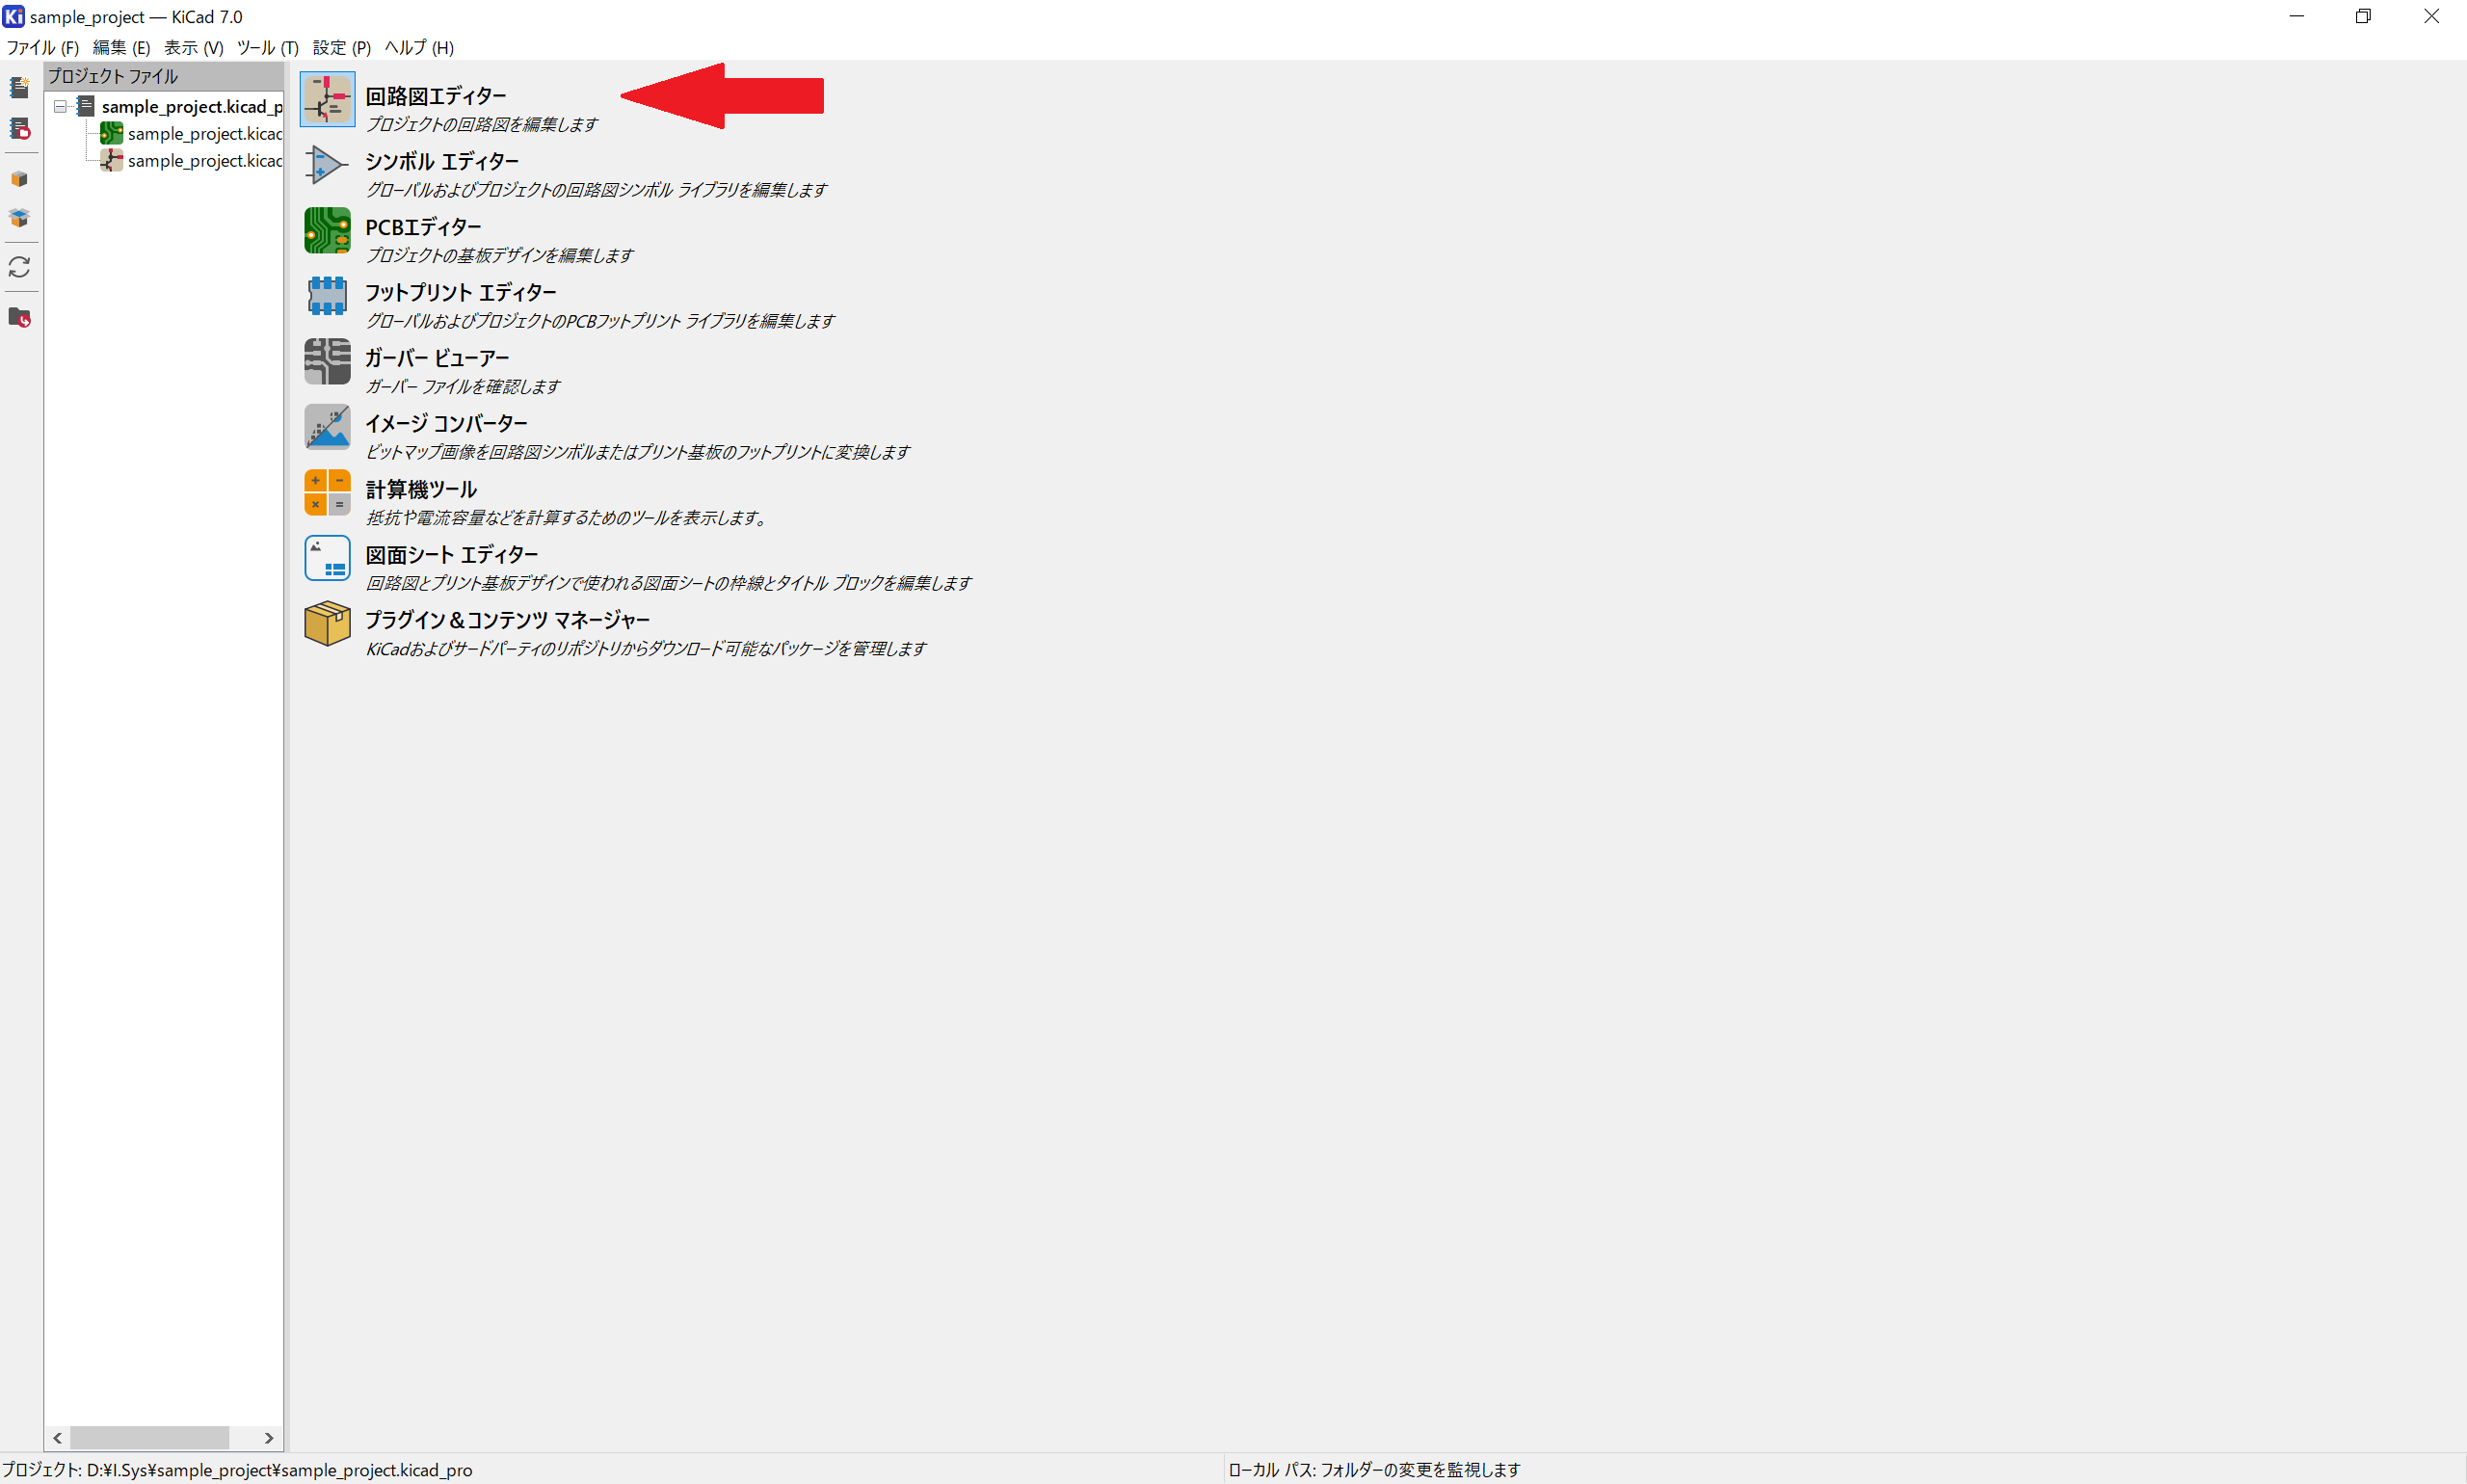 sample_project — KiCad 7.0
ファイル (F) 編集 (E) 表示 (V) ツール (T) 設定 (P) ヘルプ (H)
プロジェクト ファイル
sample_project.kicad_p
sample_project.kicad
sample_project.kicad
回路図エディター
プロジェクトの回路図を編集します
シンボル エディター
グローバルおよびプロジェクトの回路図シンボル ライブラリを編集します
PCBエディター
プロジェクトの基板デザインを編集します
フットプリント エディター
グローバルおよびプロジェクトのPCBフットプリント ライブラリを編集します
ガーバー ビューアー
ガーバー ファイルを確認します
イメージ コンバーター
ビットマップ画像を回路図シンボルまたはプリント基板のフットプリントに変換します
計算機ツール
抵抗や電流容量などを計算するためのツールを表示します。
図面シート エディター
回路図とプリント基板デザインで使われる図面シートの枠線とタイトル ブロックを編集します
プラグイン＆コンテンツ マネージャー
KiCadおよびサードパーティのリポジトリからダウンロード可能なパッケージを管理します
プロジェクト: D:¥I.Sys¥sample_project¥sample_project.kicad_pro
ローカル パス: フォルダーの変更を監視します